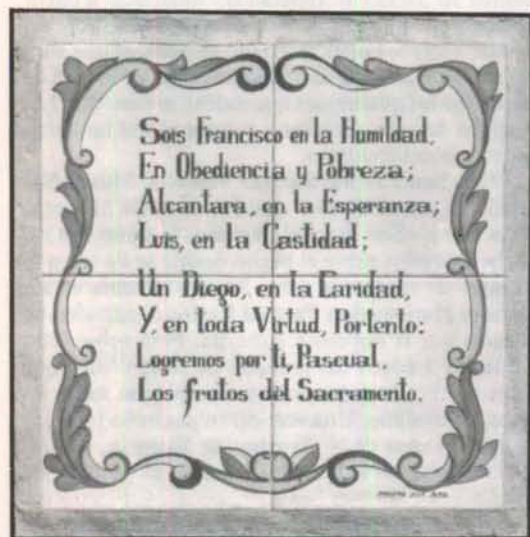 Sois Francisco en la Humildad,
En Obediencia y Pobreza;
Alcantara, en la Esperanza;
Luis, en la Castidad;
Un Diego, en la Caridad,
Y, en toda Virtud, Portento:
Logremos por ti, Pascual,
Los frutos del Sacramento.